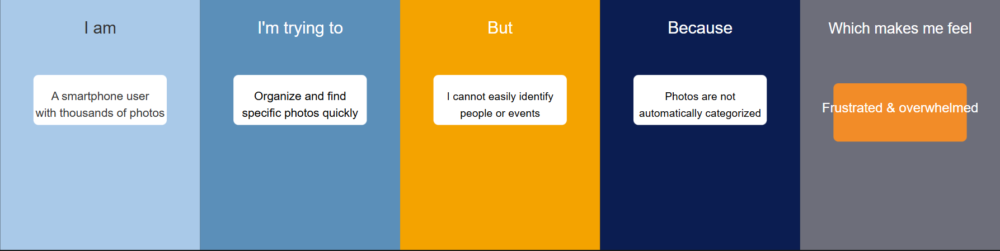 I am
A smartphone user
with thousands of photos
I'm trying to
Organize and find
specific photos quickly
But
I cannot easily identify
people or events
Because
Photos are not
automatically categorized
Which makes me feel
Frustrated & overwhelmed